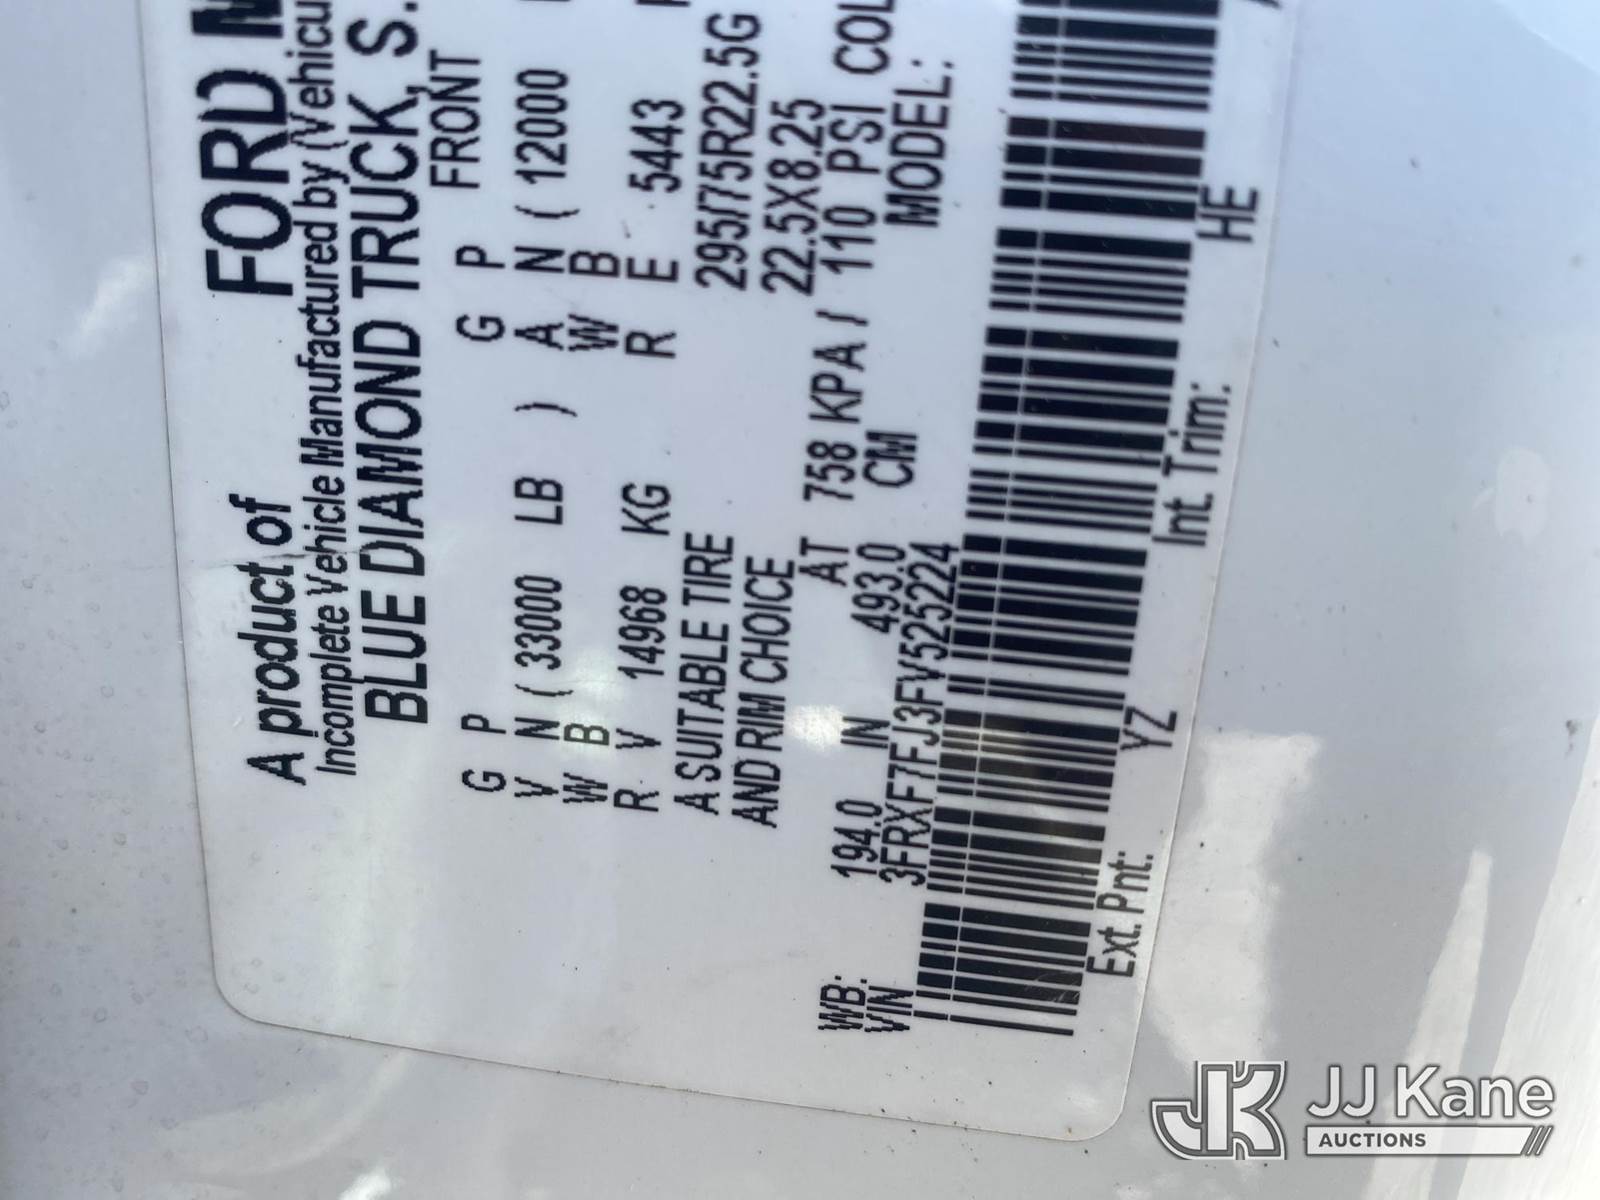 A product of FORD
Incomplete Vehicle Manufactured by (Vehicu
BLUE DIAMOND TRUCK, S.
FRONT
G P G P
V N ( 33000 LB ) A N ( 12000
W B W B
R V 14968 KG R E 5443
A SUITABLE TIRE 295/75R22.5G
AND RIM CHOICE 22.5X8.25
AT 758 KPA / 110 PSI COL
WB: 194.0 IN 493.0 CM MODEL:
VIN 3FRXF7FJ3FV525224
Ext. Pnt: YZ Int. Trim: HE
JK JJ Kane
AUCTIONS